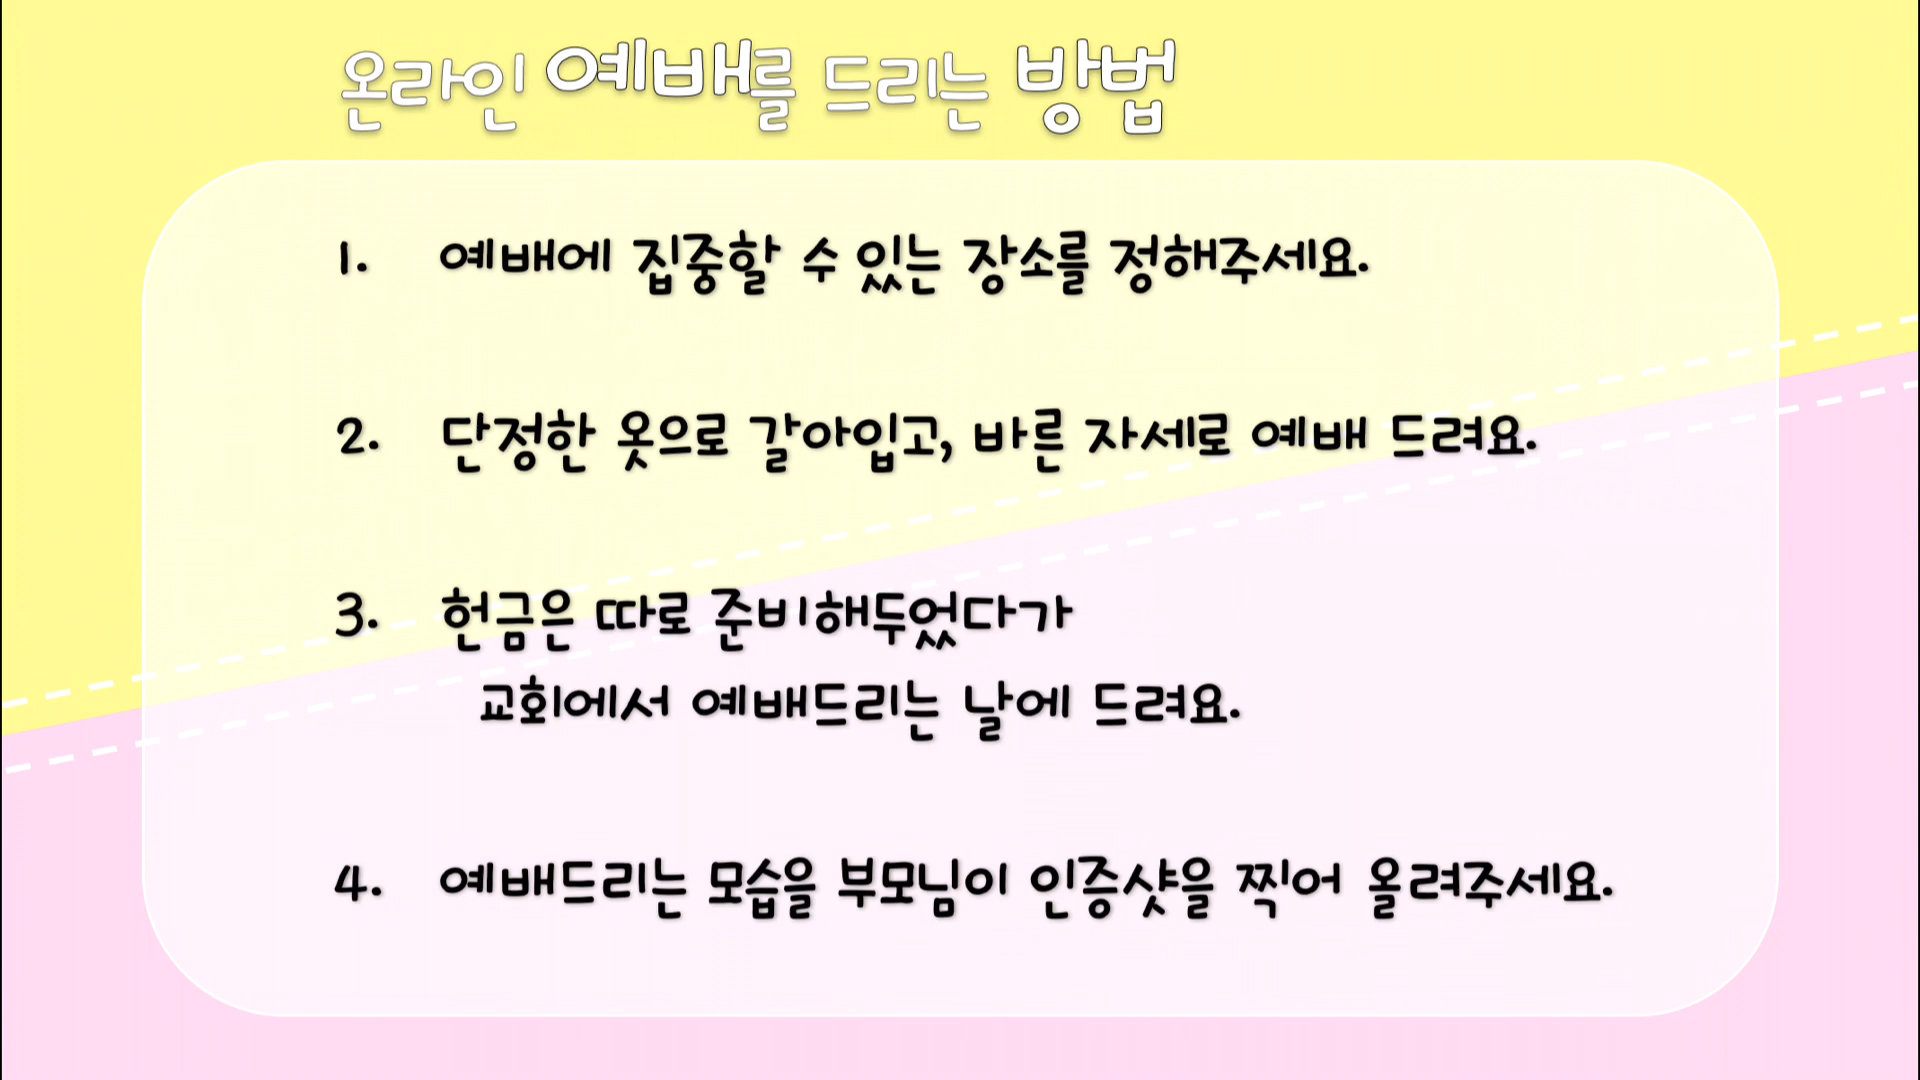 온라인 예배를 드리는 방법
1. 예배에 집중할 수 있는 장소를 정해주세요.
2. 단정한 옷으로 갈아입고, 바른 자세로 예배 드려요.
3. 헌금은 따로 준비해두었다가
교회에서 예배드리는 날에 드려요.
4. 예배드리는 모습을 부모님이 인증샷을 찍어 올려주세요.